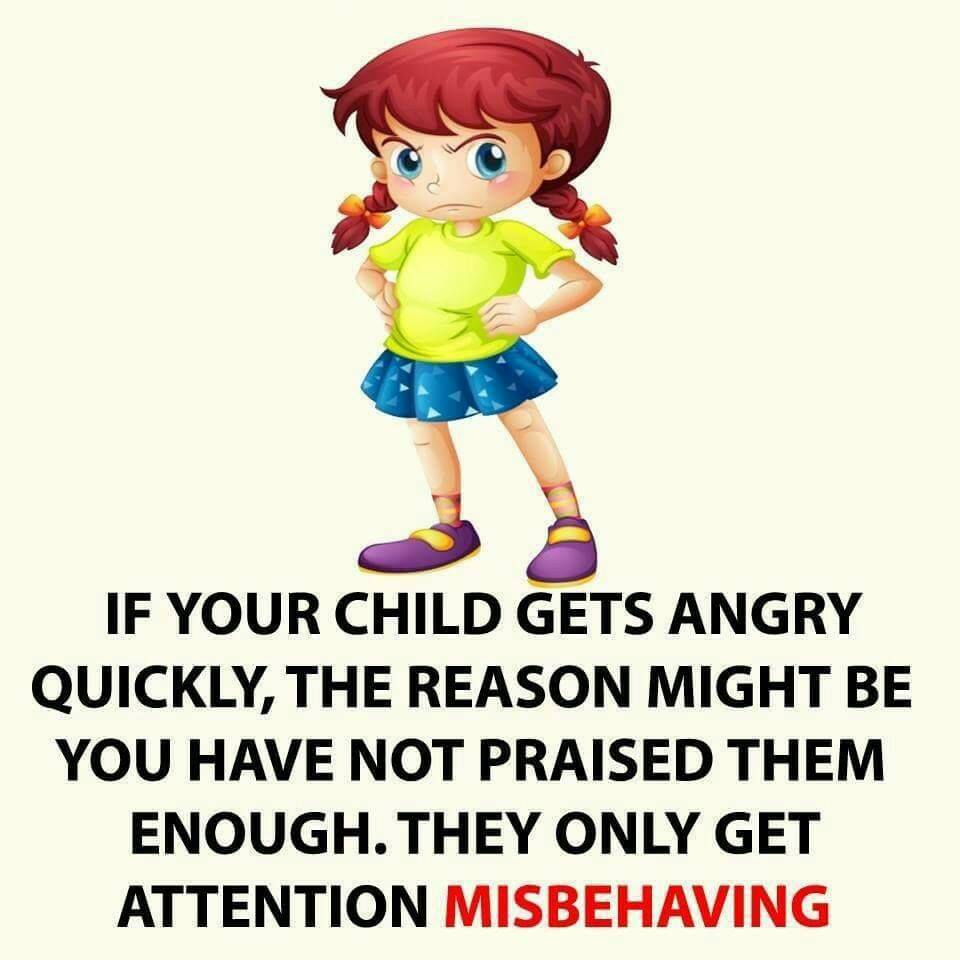 IF YOUR CHILD GETS ANGRY
QUICKLY, THE REASON MIGHT BE
YOU HAVE NOT PRAISED THEM
ENOUGH. THEY ONLY GET
ATTENTION MISBEHAVING